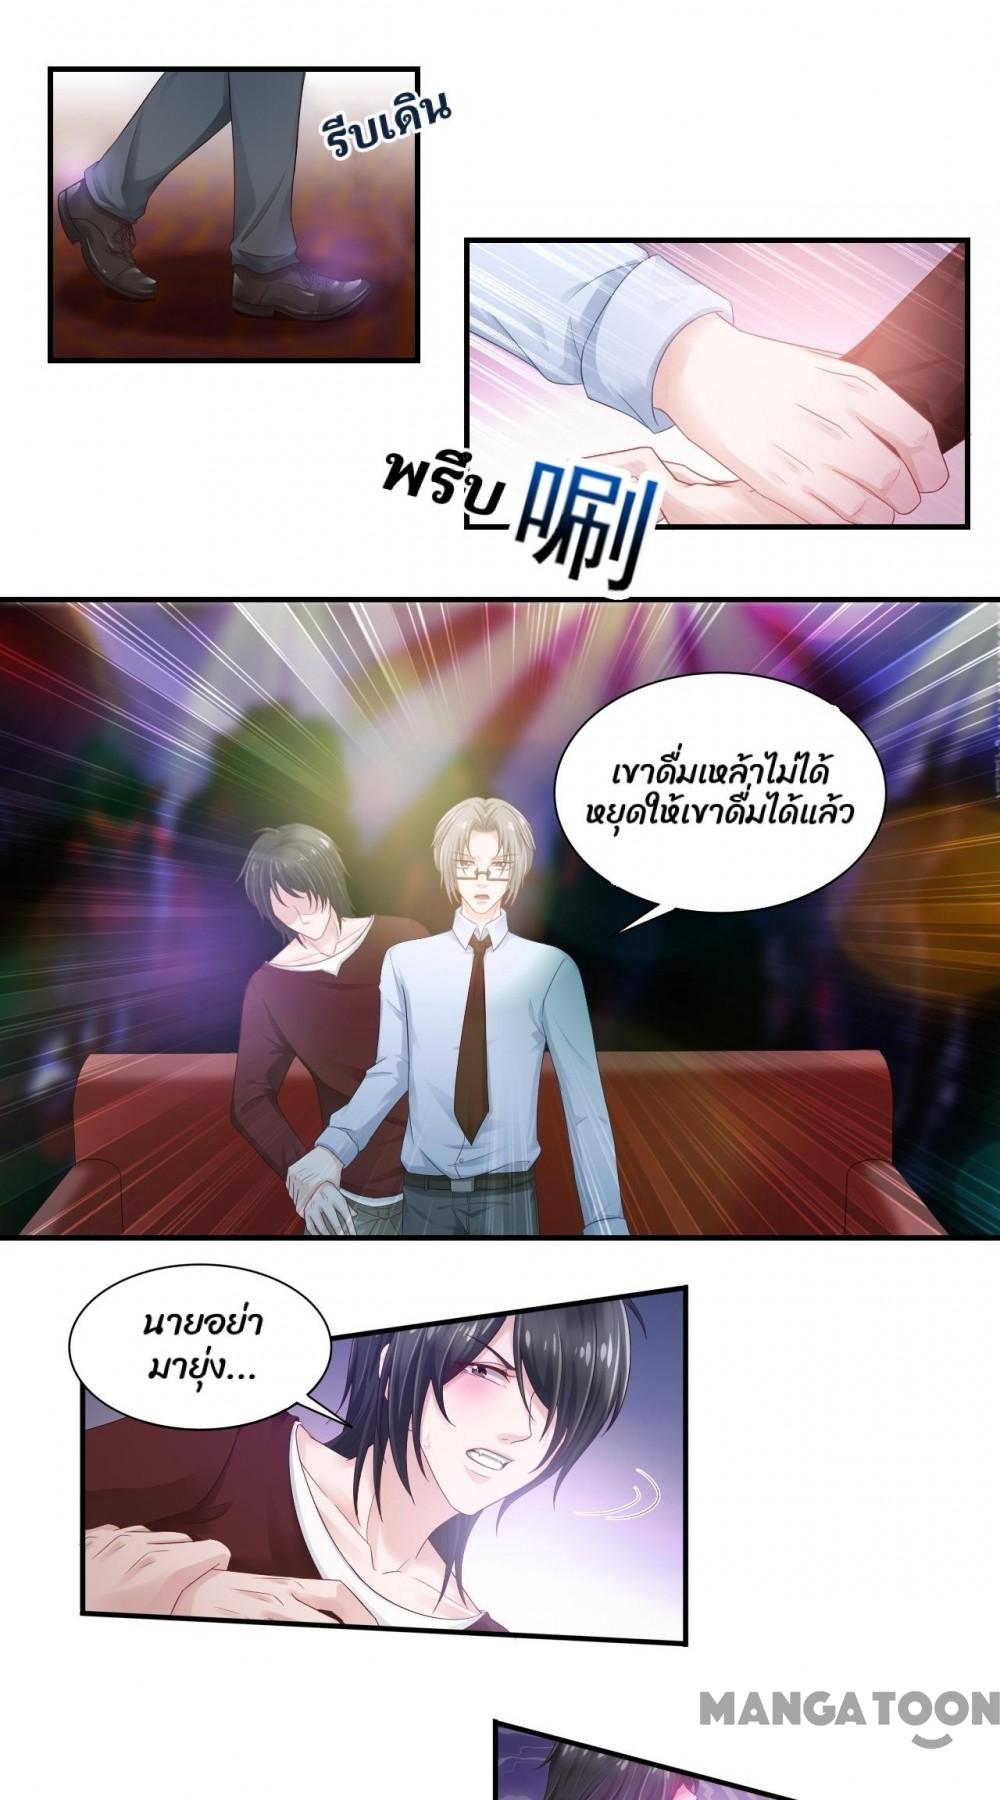 รีบเดิน
พรึบ
唰
เขาดื่มเหล้าไม่ได้
หยุดให้เขาดื่มได้แล้ว
นายอย่า
มายุ่ง...
MANGATOON